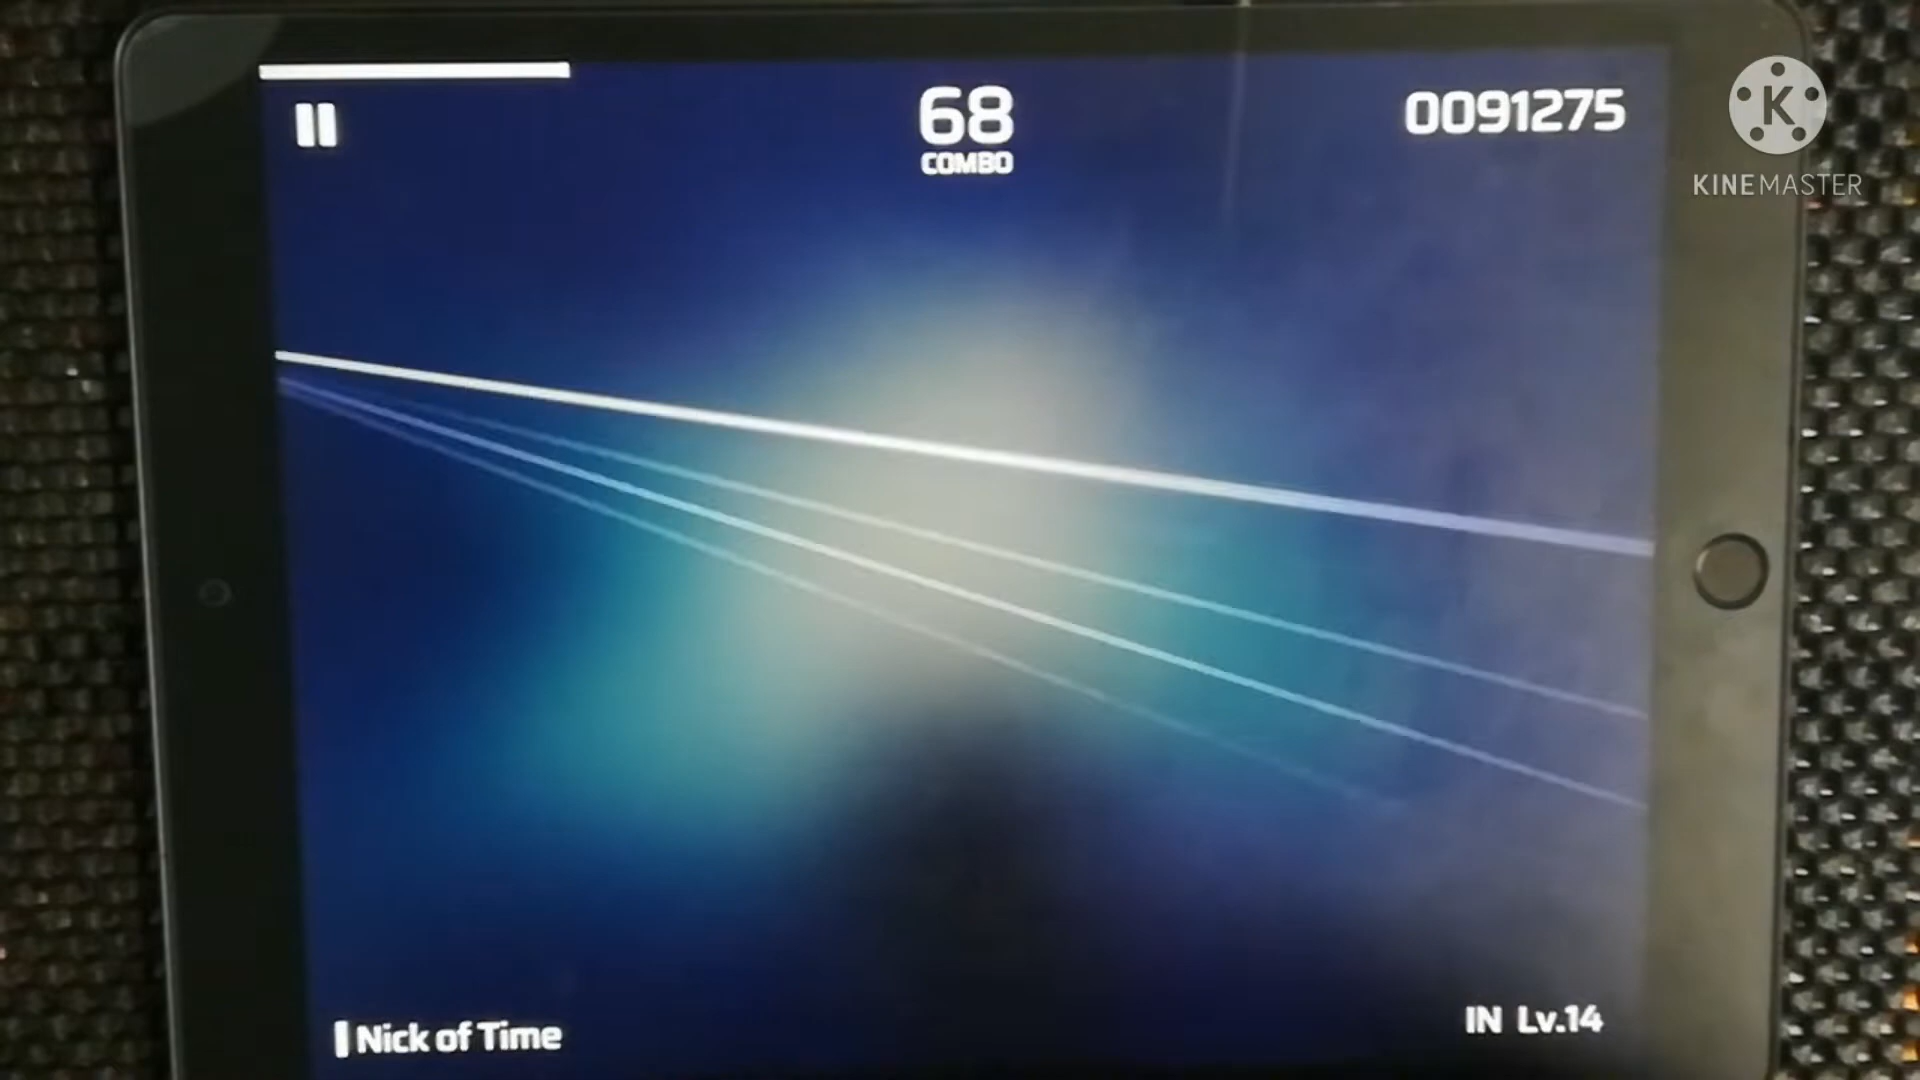 68
COMBO
0091275
K
KINEMASTER
Nick of Time
IN Lv.14